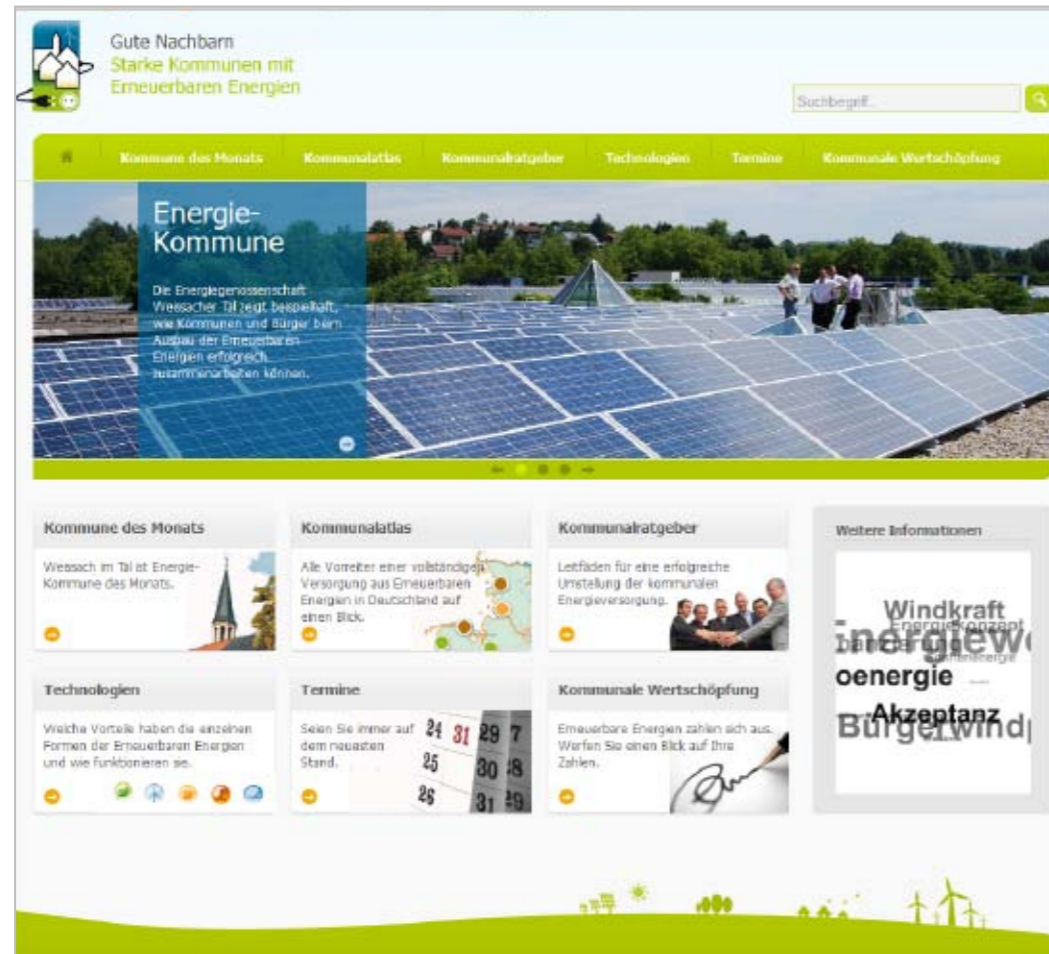 Gute Nachbarn
Starke Kommunen mit
Erneuerbaren Energien
Suchbegriff..
Kommune des Monats Kommunalatlas Kommunalratgeber Technologien Termine Kommunale Wertschöpfung
Energie-
Kommune
Die Energiegenossenschaft
Weissacher Tal zeigt beispielhaft,
wie Kommunen und Bürger beim
Ausbau der Erneuerbaren
Energien erfolgreich
zusammenarbeiten können.
Kommune des Monats
Weissach im Tal ist Energie-
Kommune des Monats.
Kommunalatlas
Alle Vorreiter einer vollständigen
Versorgung aus Erneuerbaren
Energien in Deutschland auf
einen Blick.
Kommunalratgeber
Leitfäden für eine erfolgreiche
Umstellung der kommunalen
Energieversorgung.
Weitere Informationen
Windkraft
Energiekonzept
oenergie
Akzeptanz
Bürgerwind
Technologien
Welche Vorteile haben die einzelnen
Formen der Erneuerbaren Energien
und wie funktionieren sie.
Termine
Seien Sie immer auf
dem neuesten
Stand.
24 31 29 7
25 30 8
26 31 29
Kommunale Wertschöpfung
Erneuerbare Energien zahlen sich aus.
Werfen Sie einen Blick auf Ihre
Zahlen.